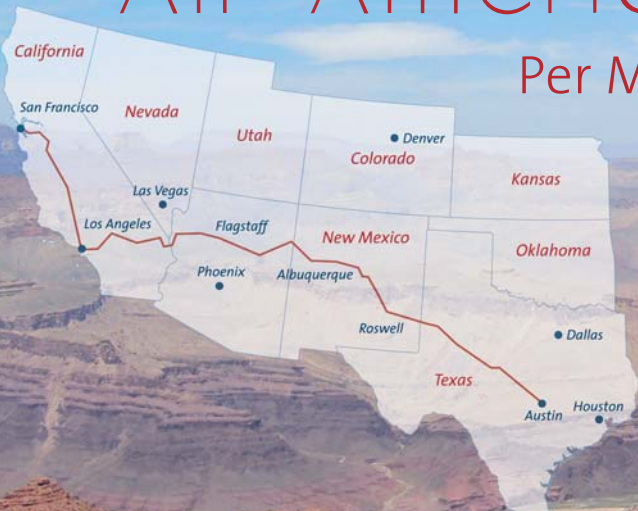 Per M
California
San Francisco
Nevada
Utah
Denver
Colorado
Kansas
Las Vegas
Los Angeles
Flagstaff
New Mexico
Oklahoma
Phoenix
Albuquerque
Roswell
Dallas
Texas
Austin
Houston